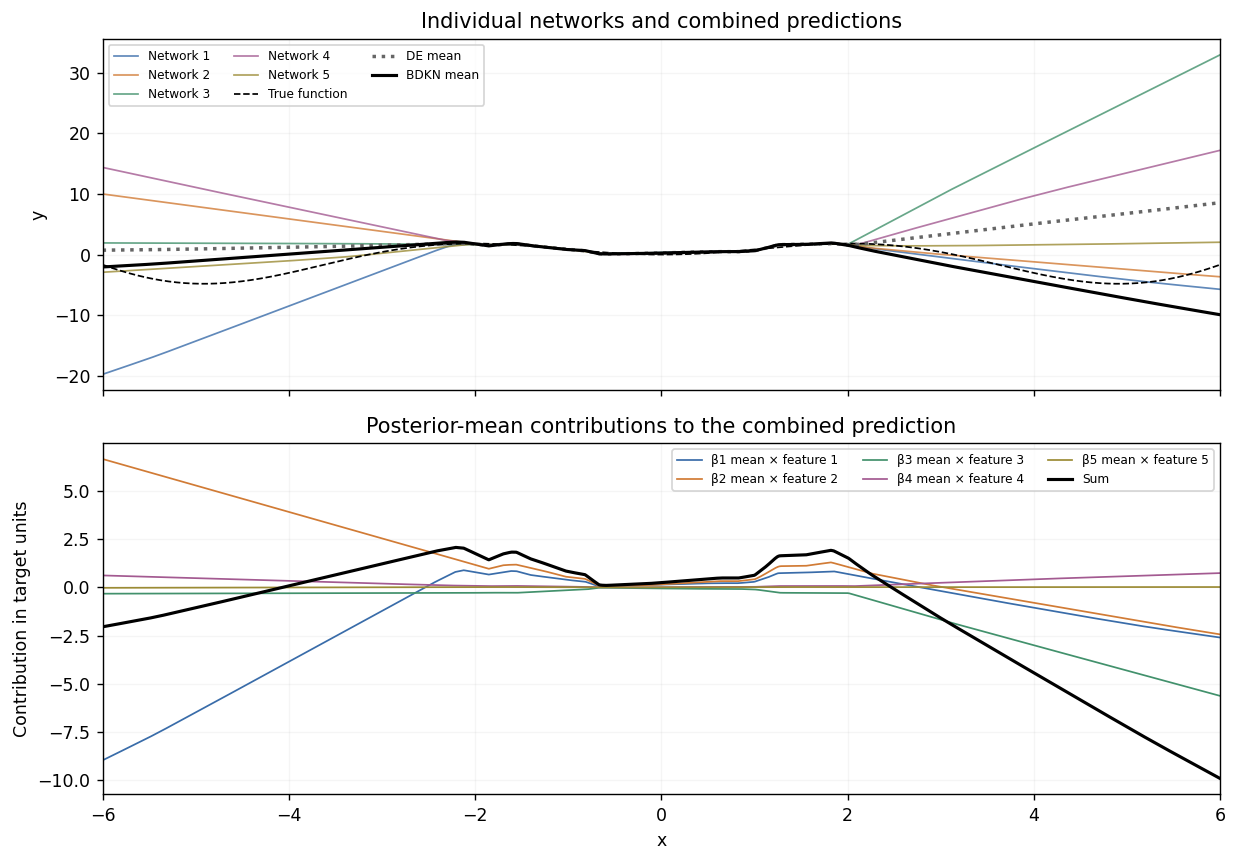 Individual networks and combined predictions
Network 1 Network 4 DE mean
Network 2 Network 5 BDKN mean
Network 3 True function
30
20
10
0
−10
−20
y
Posterior-mean contributions to the combined prediction
β1 mean × feature 1 β3 mean × feature 3 β5 mean × feature 5
β2 mean × feature 2 β4 mean × feature 4 Sum
5.0
2.5
0.0
−2.5
−5.0
−7.5
−10.0
Contribution in target units
−6 −4 −2 0 2 4 6
x